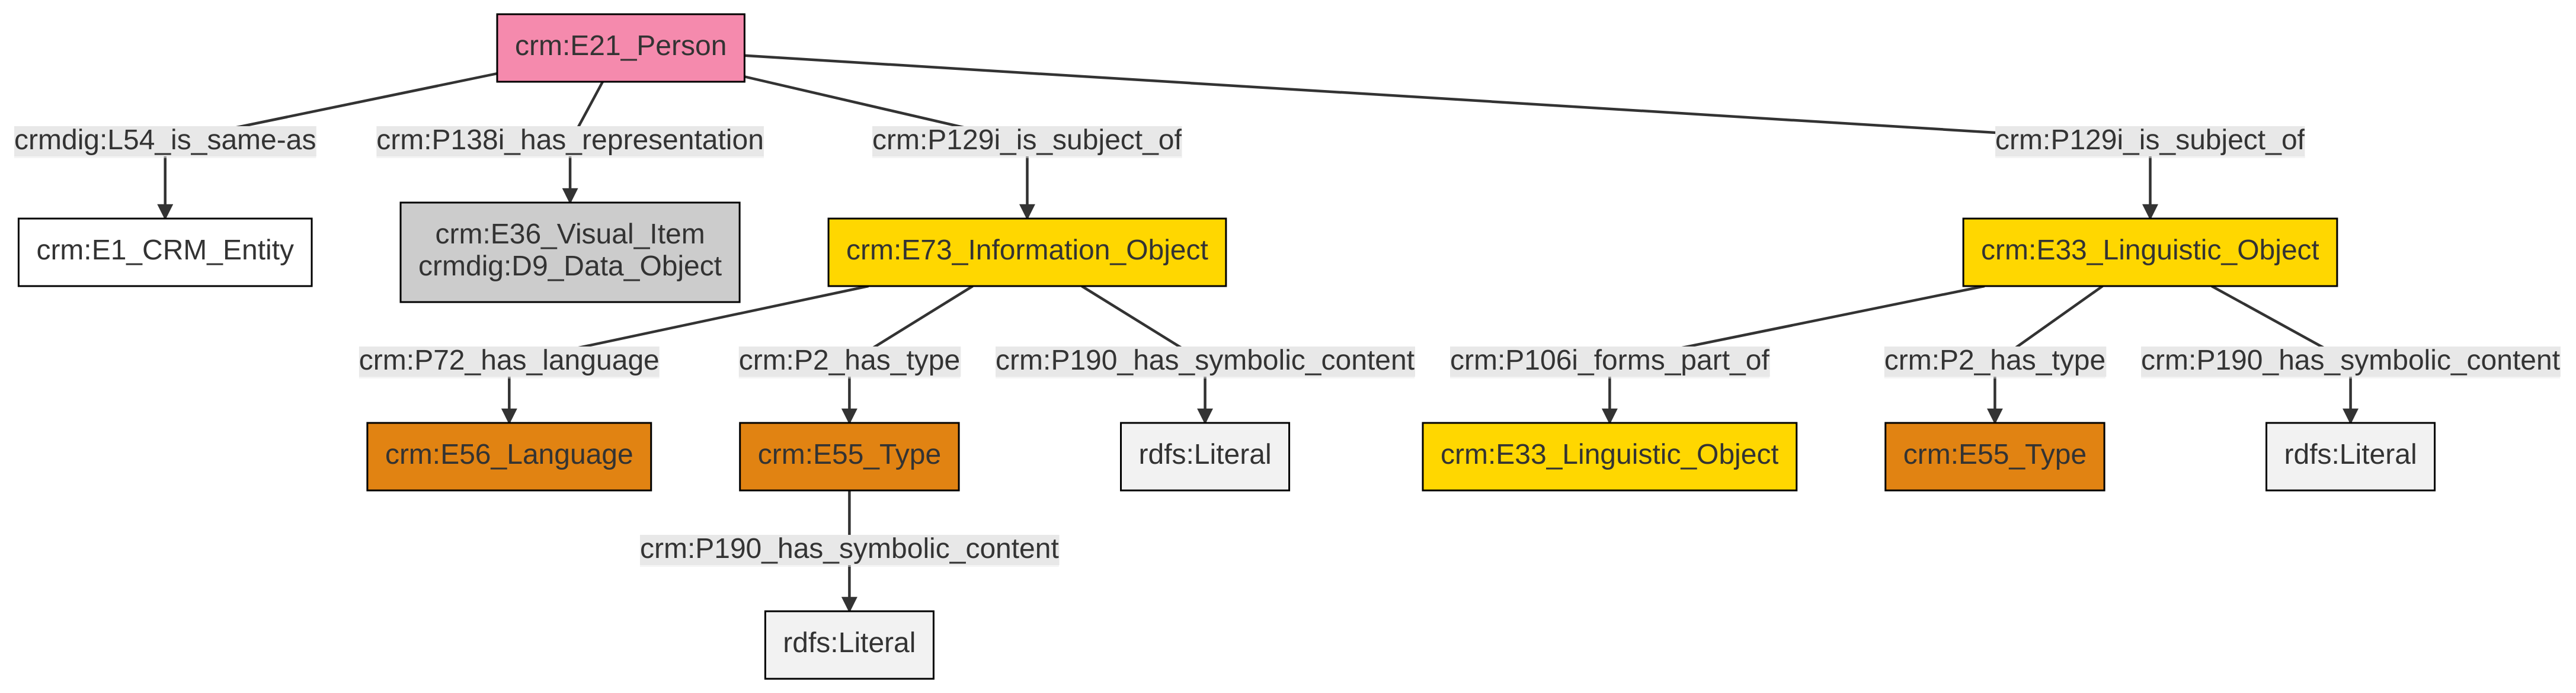 crm:E21_Person
crmdig:L54_is_same-as
crm:P138i_has_representation
crm:P129i_is_subject_of
crm:P129i_is_subject_of
crm:E1_CRM_Entity
crm:E36_Visual_Item
crmdig:D9_Data_Object
crm:E73_Information_Object
crm:E33_Linguistic_Object
crm:P72_has_language
crm:P2_has_type
crm:P190_has_symbolic_content
crm:P106i_forms_part_of
crm:P2_has_type
crm:P190_has_symbolic_content
crm:E56_Language
crm:E55_Type
rdfs:Literal
crm:E33_Linguistic_Object
crm:E55_Type
rdfs:Literal
crm:P190_has_symbolic_content
rdfs:Literal